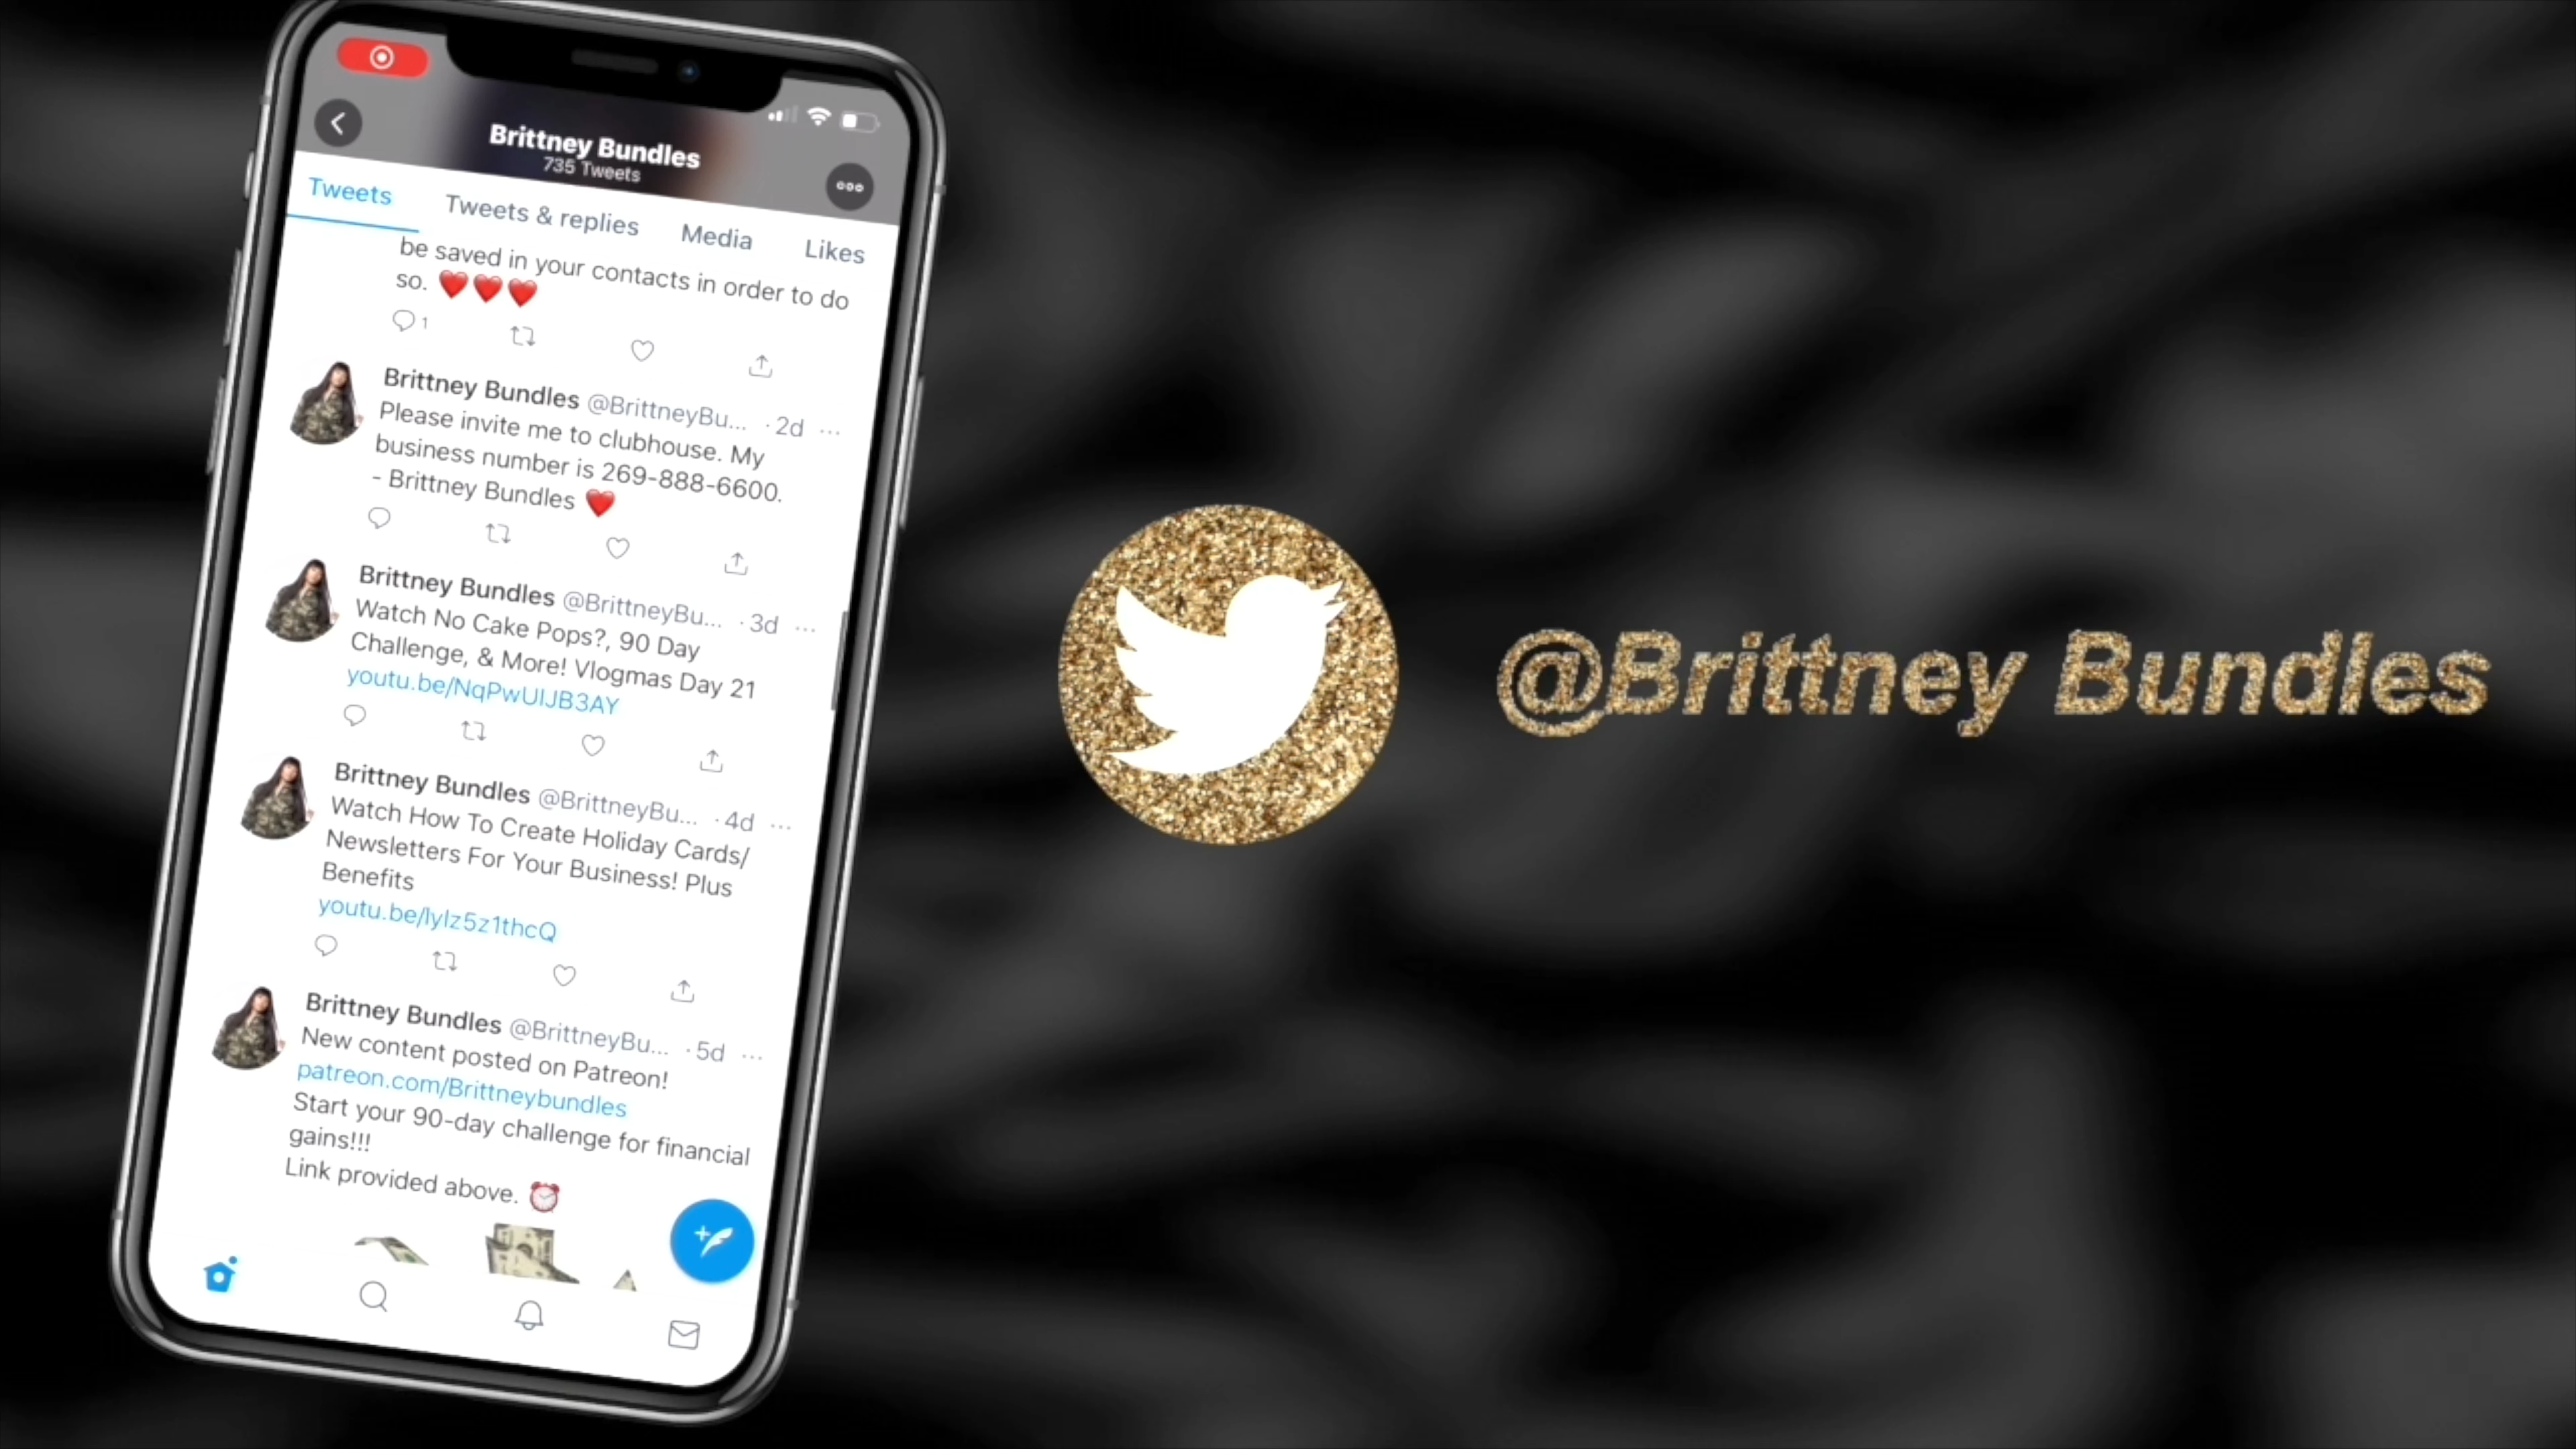 Brittney Bundles
735 Tweets
Tweets Tweets & replies Media Likes
be saved in your contacts in order to do
so. ❤️❤️❤️
1
Brittney Bundles @BrittneyBu... · 2d
Please invite me to clubhouse. My
business number is 269-888-6600.
- Brittney Bundles ❤️
Brittney Bundles @BrittneyBu... · 3d
Watch No Cake Pops?, 90 Day
Challenge, & More! Vlogmas Day 21
youtu.be/NqPwUIJB3AY
Brittney Bundles @BrittneyBu... · 4d
Watch How To Create Holiday Cards/
Newsletters For Your Business! Plus
Benefits
youtu.be/lylz5z1thcQ
Brittney Bundles @BrittneyBu... · 5d
New content posted on Patreon!
patreon.com/Brittneybundles
Start your 90-day challenge for financial
gains!!!
Link provided above. ⏰
@Brittney Bundles